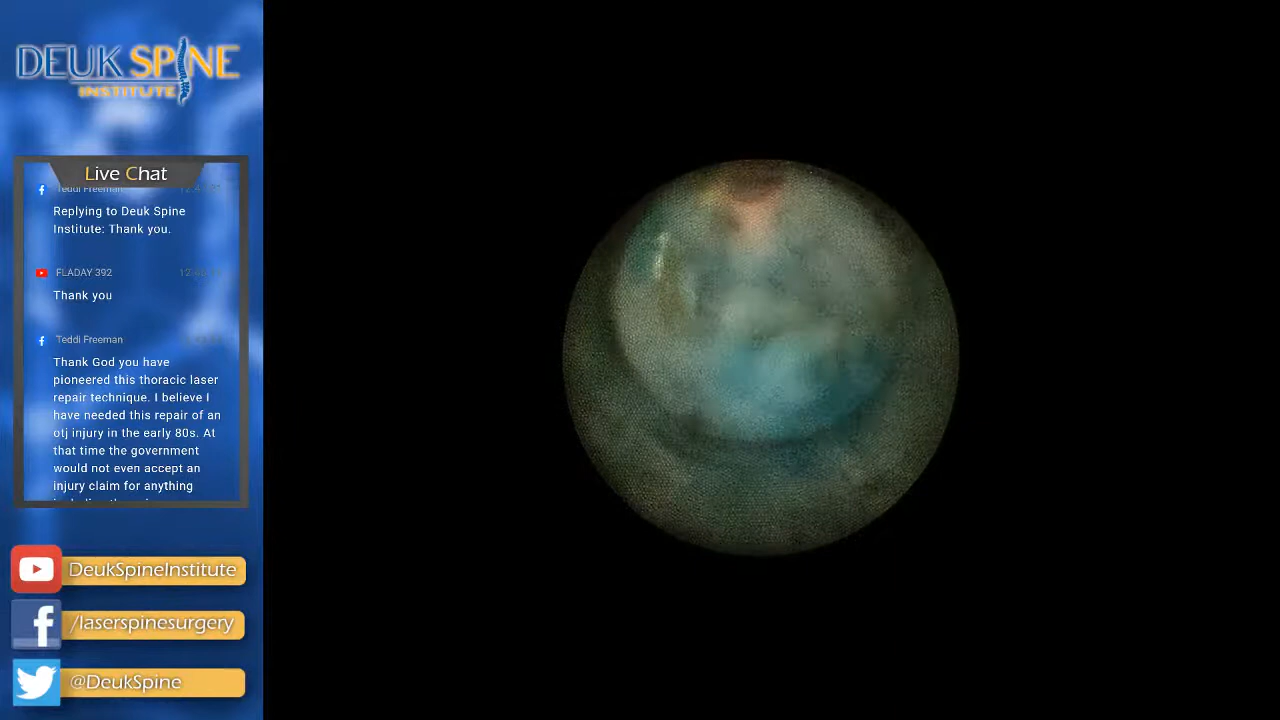 DEUK SPINE
INSTITUTE
Live Chat
Teddi Freeman
Replying to Deuk Spine
Institute: Thank you.
FLADAY 392
Thank you
Teddi Freeman
Thank God you have
pioneered this thoracic laser
repair technique. I believe I
have needed this repair of an
otj injury in the early 80s. At
that time the government
would not even accept an
injury claim for anything
DeukSpineInstitute
/laserspinesurgery
@DeukSpine